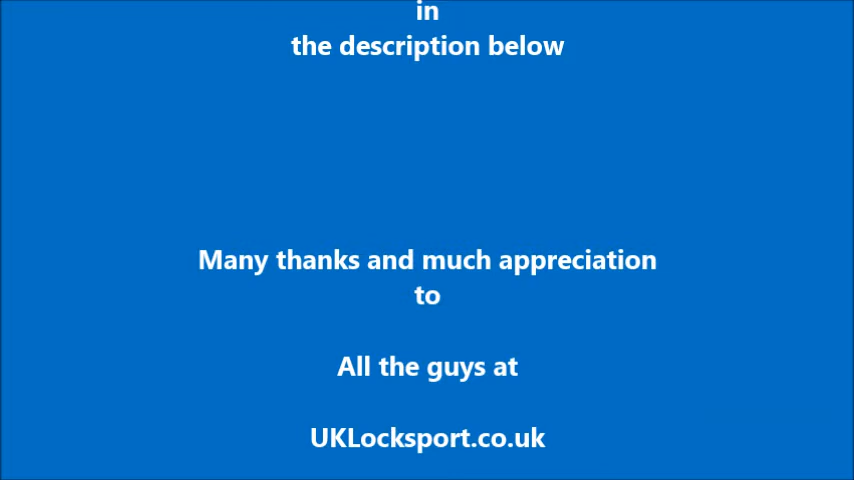 in
the description below
Many thanks and much appreciation
to
All the guys at
UKLocksport.co.uk